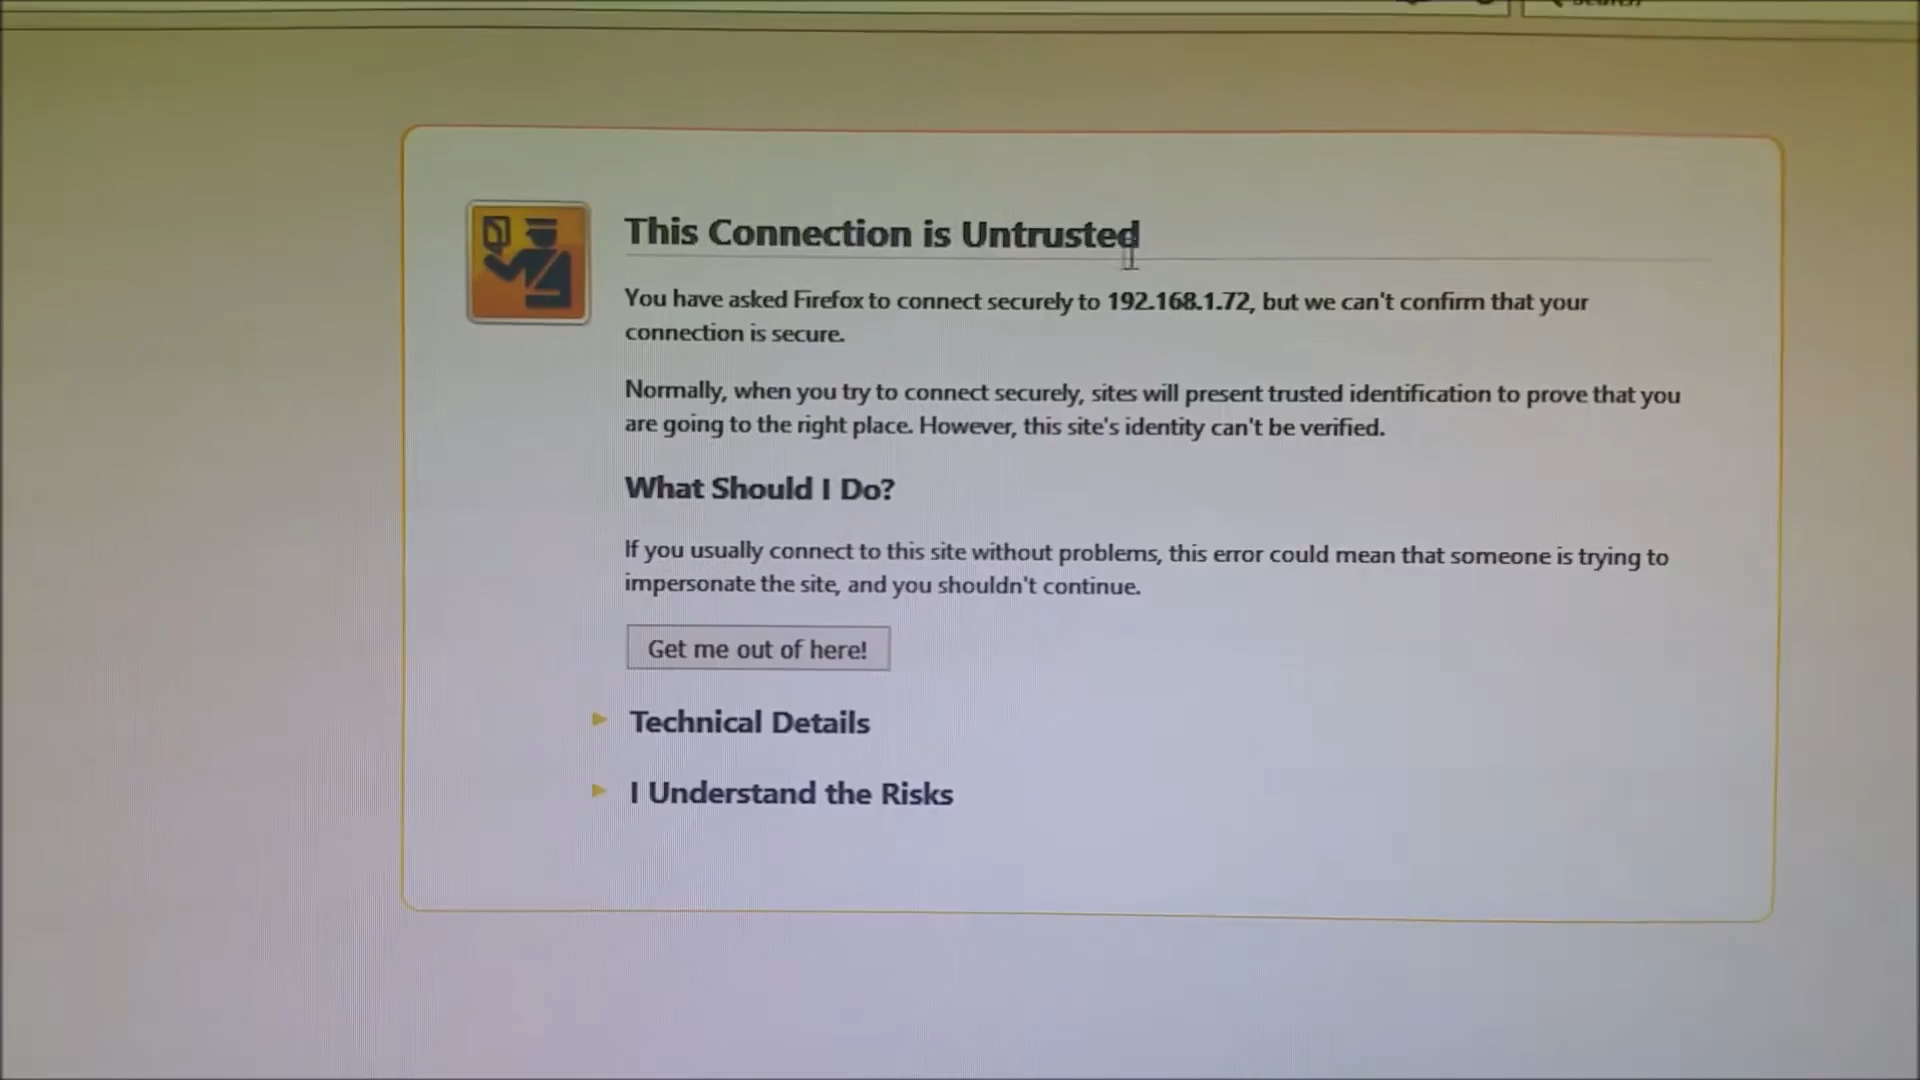 This Connection is Untrusted
You have asked Firefox to connect securely to 192.168.1.72, but we can't confirm that your
connection is secure.
Normally, when you try to connect securely, sites will present trusted identification to prove that you
are going to the right place. However, this site's identity can't be verified.
What Should I Do?
If you usually connect to this site without problems, this error could mean that someone is trying to
impersonate the site, and you shouldn't continue.
Get me out of here!
Technical Details
I Understand the Risks